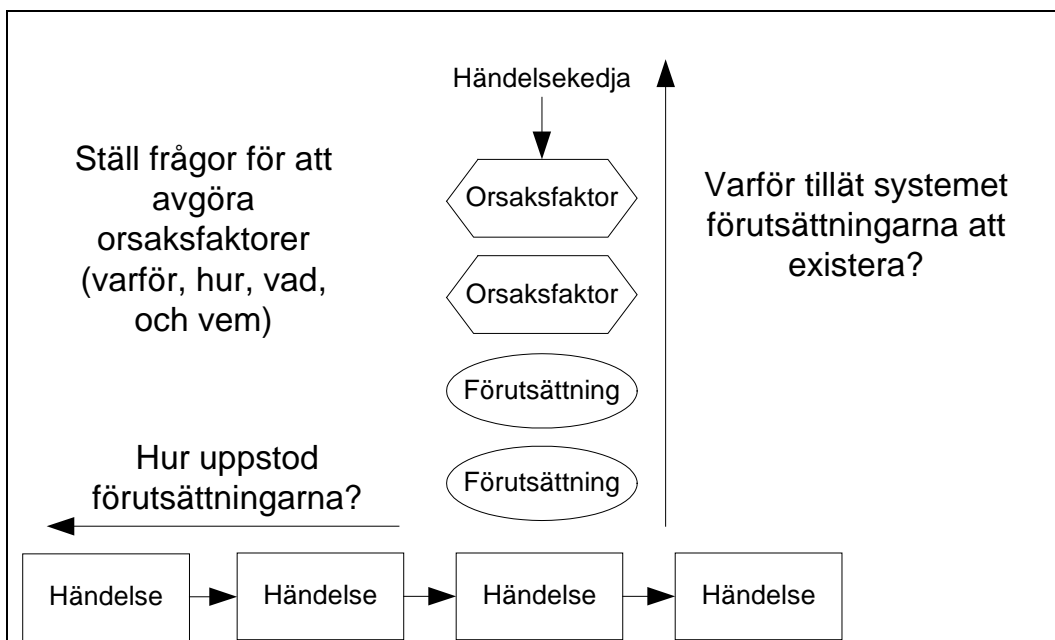 Händelsekedja
Ställ frågor för att
avgöra
orsaksfaktorer
(varför, hur, vad,
och vem)
Orsaksfaktor
Orsaksfaktor
Förutsättning
Förutsättning
Varför tillät systemet
förutsättningarna att
existera?
Hur uppstod
förutsättningarna?
Händelse
Händelse
Händelse
Händelse